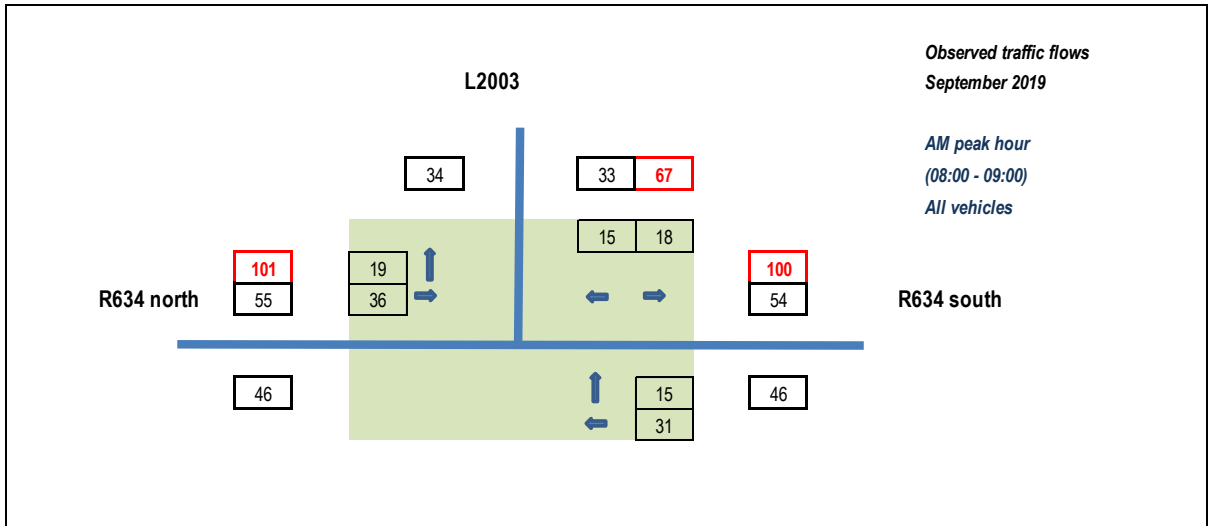 Observed traffic flows
September 2019
L2003
AM peak hour
(08:00 - 09:00)
All vehicles
34
33 67
15 18
101
19
100
R634 north
55
36
54
R634 south
46
15
46
31